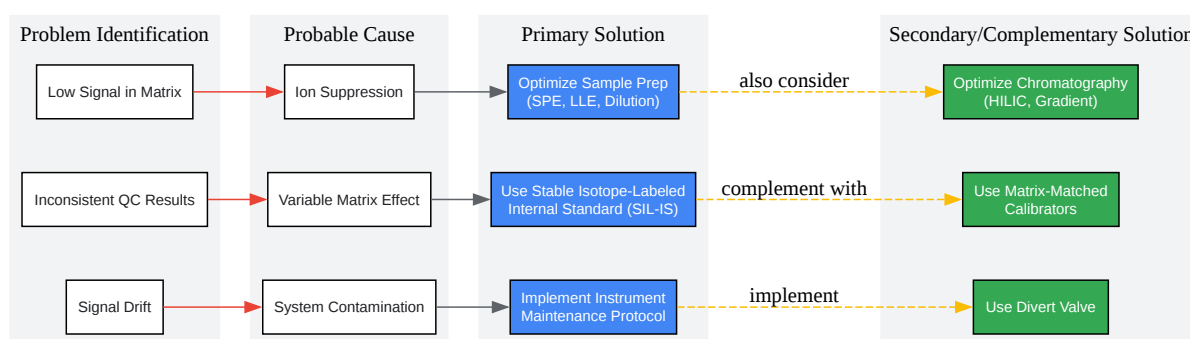 Problem Identification
Probable Cause
Primary Solution
Secondary/Complementary Solution
Low Signal in Matrix
Ion Suppression
Optimize Sample Prep
(SPE, LLE, Dilution)
also consider
Optimize Chromatography
(HILIC, Gradient)
Inconsistent QC Results
Variable Matrix Effect
Use Stable Isotope-Labeled
Internal Standard (SIL-IS)
complement with
Use Matrix-Matched
Calibrators
Signal Drift
System Contamination
Implement Instrument
Maintenance Protocol
implement
Use Divert Valve